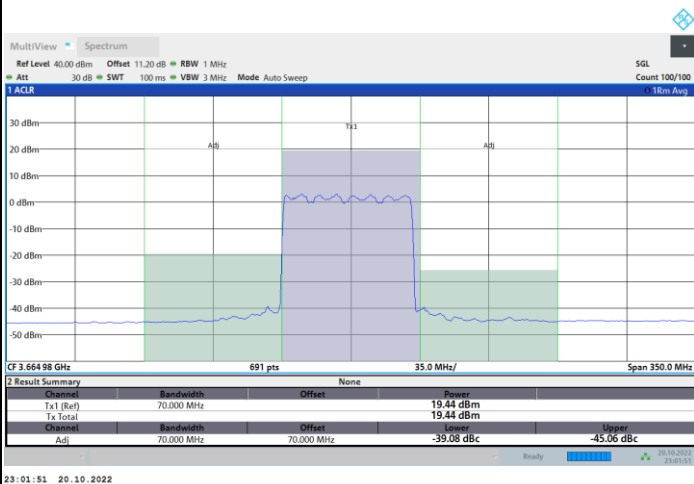 MultiView Spectrum
Ref Level 40.00 dBm Offset 11.20 dB RBW 1 MHz SGL
Att 30 dB SWT 100 ms VBW 3 MHz Mode Auto Sweep Count 100/100
1 ACLR 1Rm Avg
30 dBm
Tx1
20 dBm
Adj Adj
10 dBm
0 dBm
-10 dBm
-20 dBm
-30 dBm
-40 dBm
-50 dBm
CF 3.664 98 GHz 691 pts 35.0 MHz/ Span 350.0 MHz
2 Result Summary None
Channel Bandwidth Offset Power
Tx1 (Ref) 70.000 MHz 19.44 dBm
Tx Total 19.44 dBm
Channel Bandwidth Offset Lower Upper
Adj 70.000 MHz 70.000 MHz -39.08 dBc -45.06 dBc
Ready 20.10.2022
23:01:51
23:01:51 20.10.2022